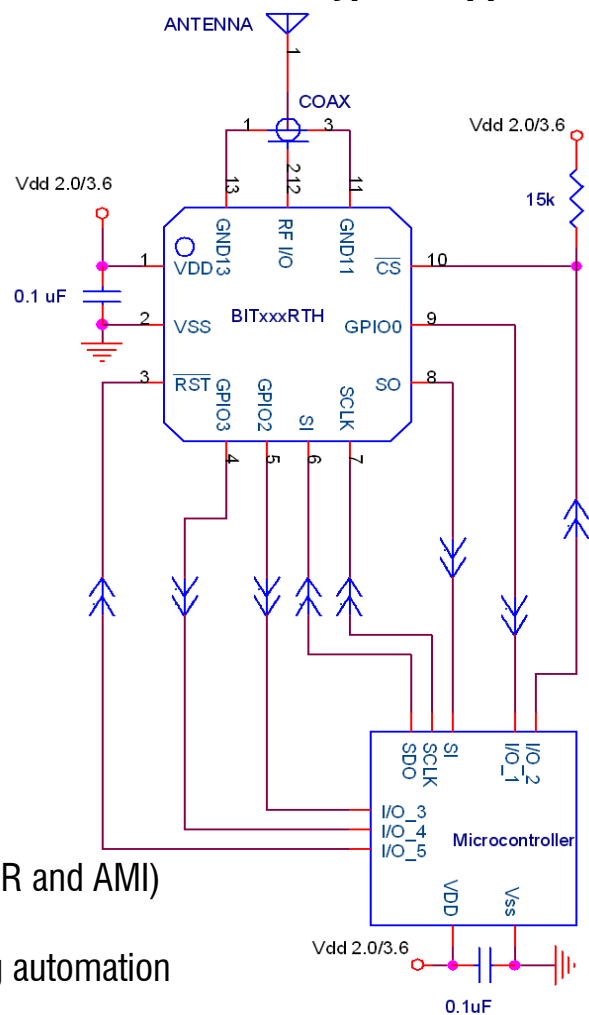 ANTENNA
1
COAX
1 3
Vdd 2.0/3.6
Vdd 2.0/3.6
15k
13 2 12 11
GND13 RF I/O GND11
1 VDD
CS 10
0.1 uF
BITxxxRTH
2 VSS
GPIO0 9
3 RST
SO 8
GPIO3 GPIO2 SI SCLK
4 5 6 7
SDO SCLK SI I/O_1 I/O_2
I/O_3
I/O_4
I/O_5
Microcontroller
R and AMI)
VDD Vss
Vdd 2.0/3.6
automation
0.1uF